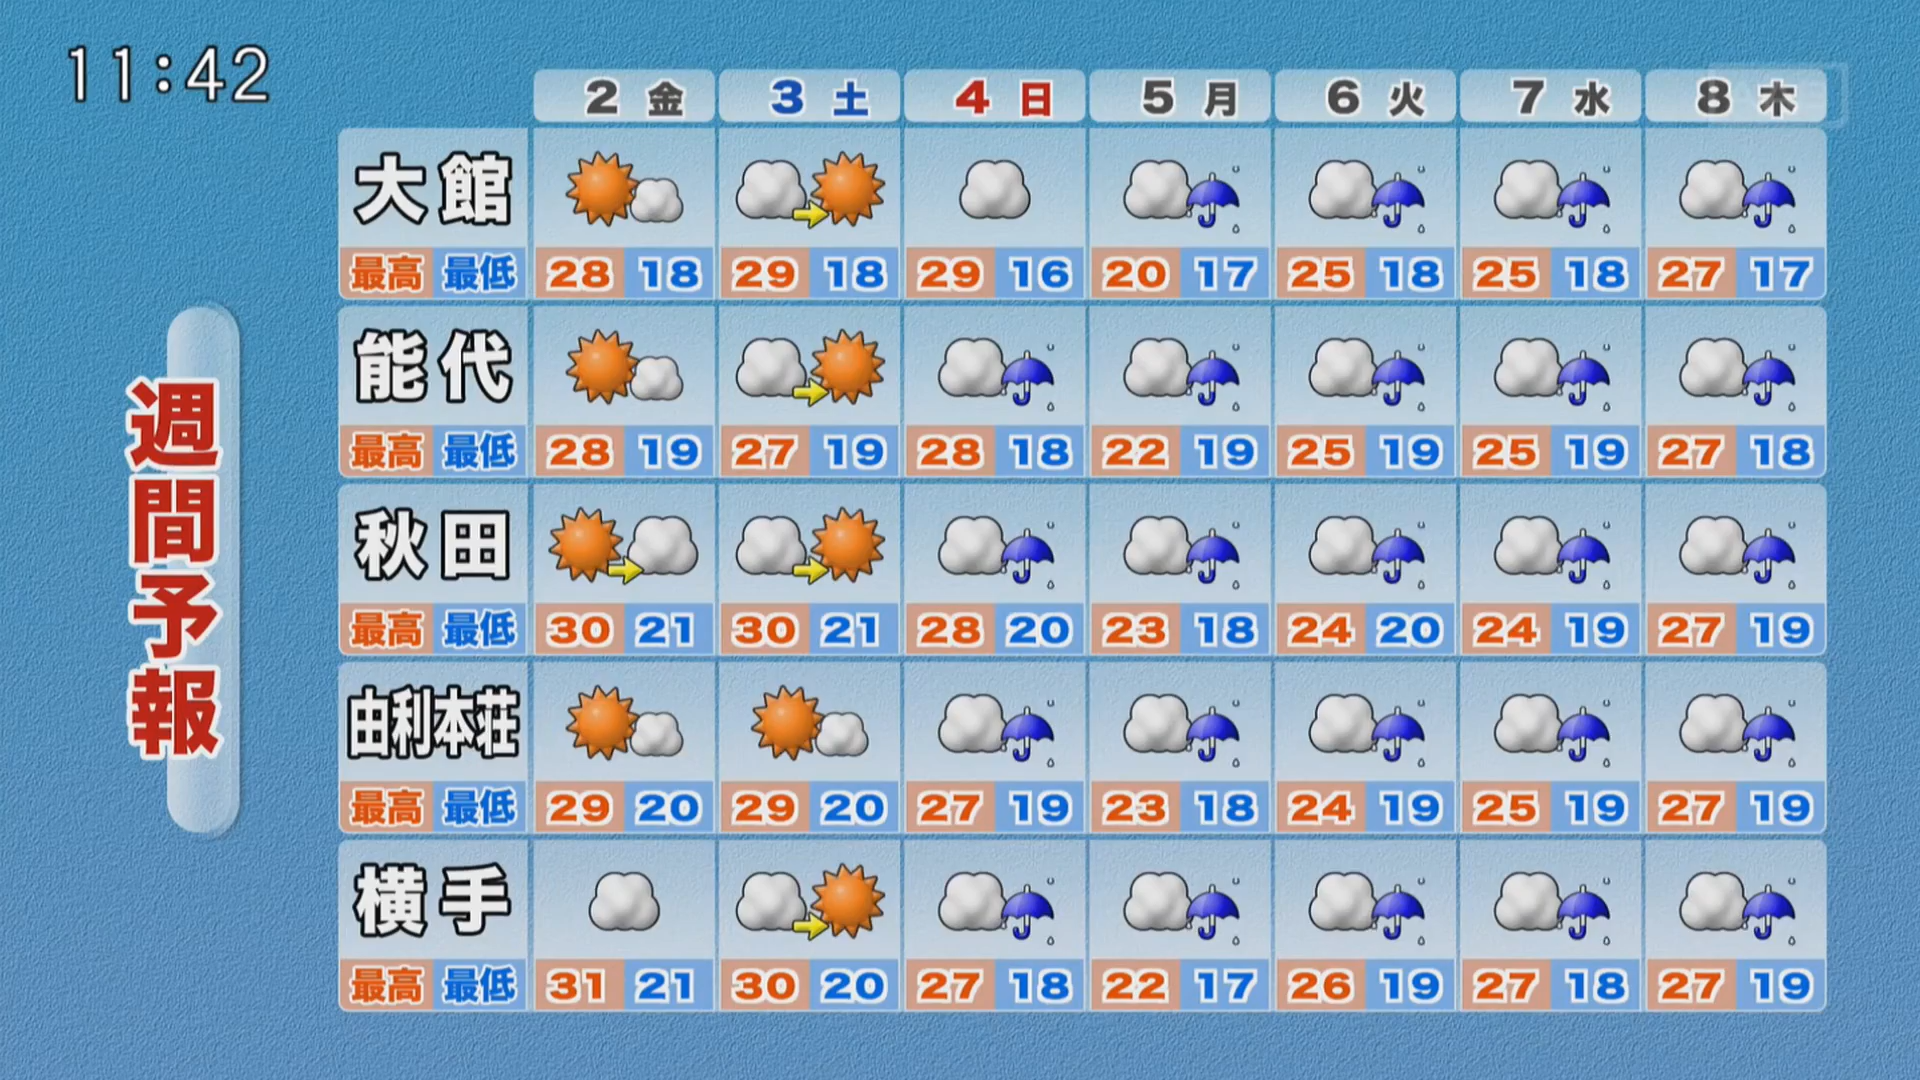 11:42
2 金 3 土 4 日 5 月 6 火 7 水 8 木
週間予報
大館
最高 最低 28 18 29 18 29 16 20 17 25 18 25 18 27 17
能代
最高 最低 28 19 27 19 28 18 22 19 25 19 25 19 27 18
秋田
最高 最低 30 21 30 21 28 20 23 18 24 20 24 19 27 19
由利本荘
最高 最低 29 20 29 20 27 19 23 18 24 19 25 19 27 19
横手
最高 最低 31 21 30 20 27 18 22 17 26 19 27 18 27 19